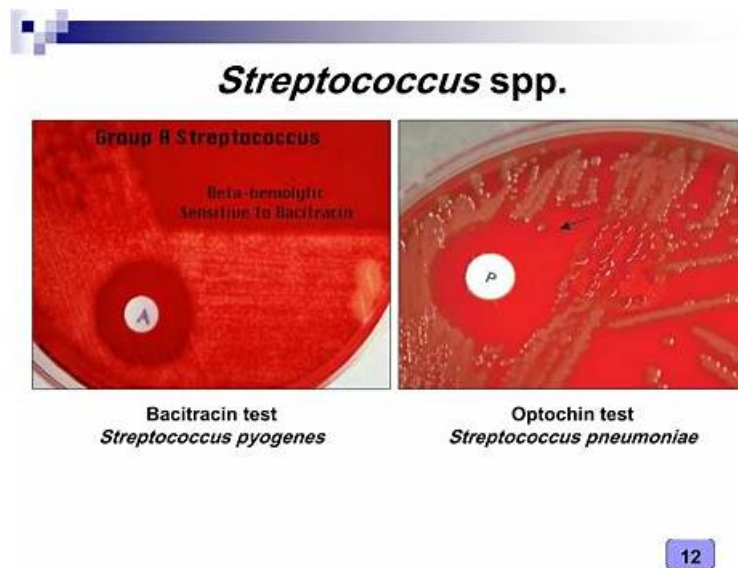 Streptococcus spp.
Group A Streptococcus
Beta-hemolytic
Sensitive to Bacitracin
A
P
Bacitracin test
Streptococcus pyogenes
Optochin test
Streptococcus pneumoniae
12